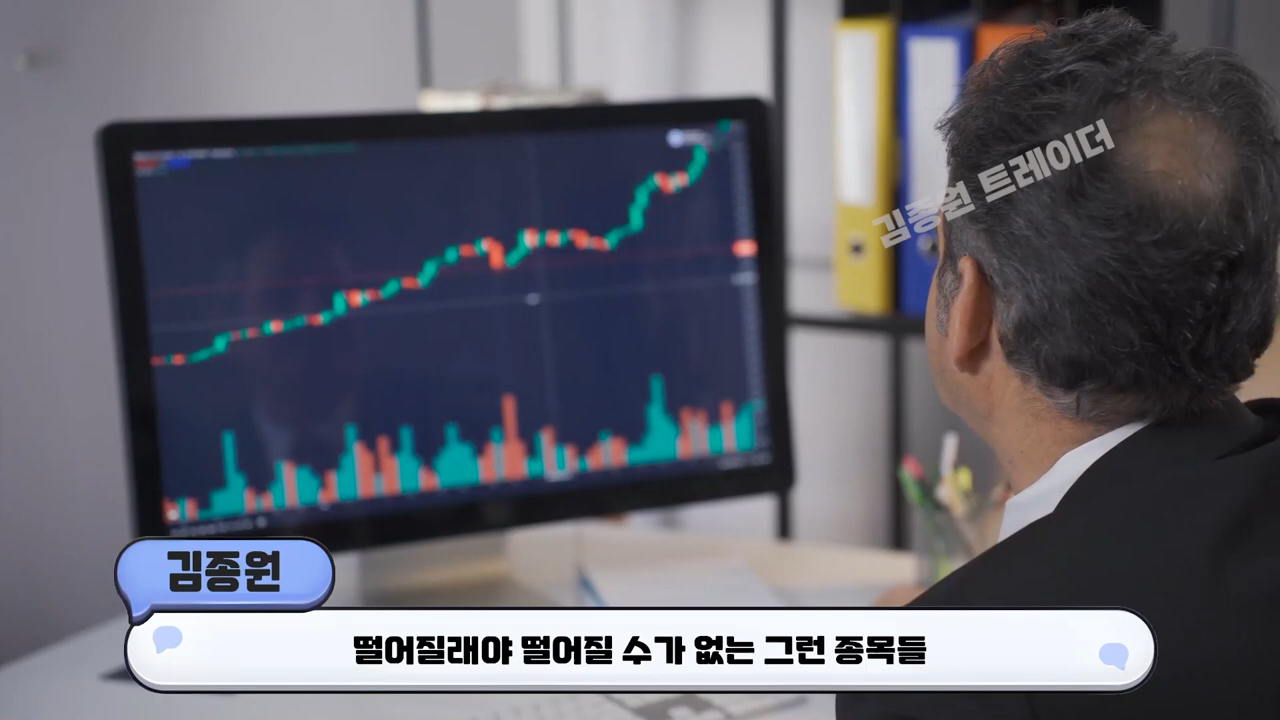 김종원 트레이더
김종원
떨어질래야 떨어질 수가 없는 그런 종목들